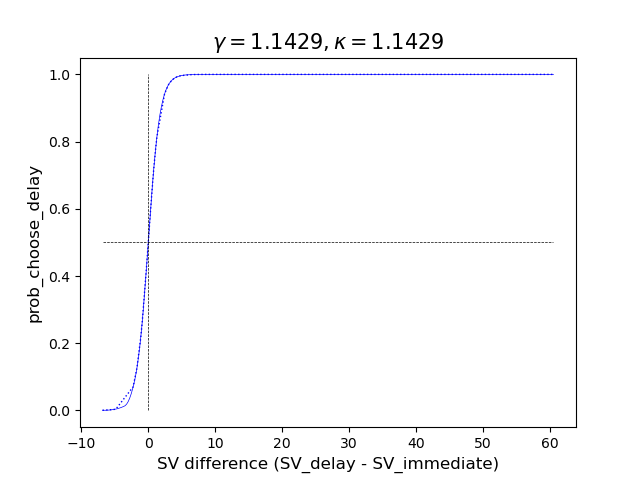 γ = 1.1429, κ = 1.1429
1.0
0.8
0.6
0.4
0.2
0.0
prob_choose_delay
−10 0 10 20 30 40 50 60
SV difference (SV_delay - SV_immediate)